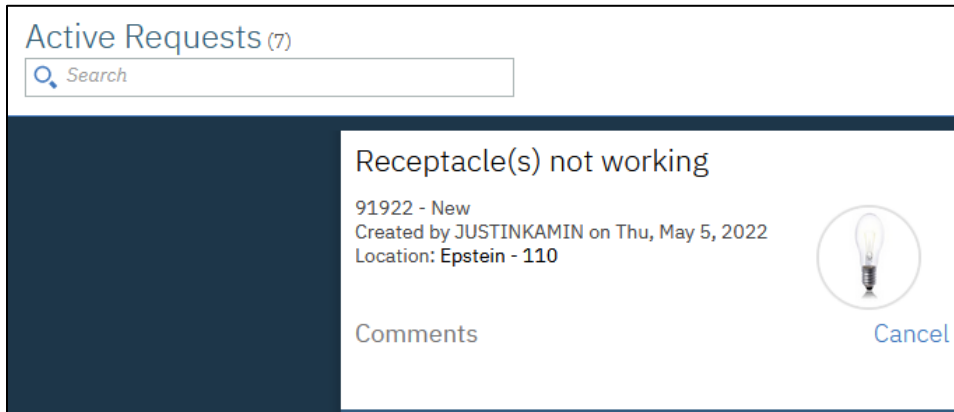 Active Requests (7)
Search
Receptacle(s) not working
91922 - New
Created by JUSTINKAMIN on Thu, May 5, 2022
Location: Epstein - 110
Comments
Cancel